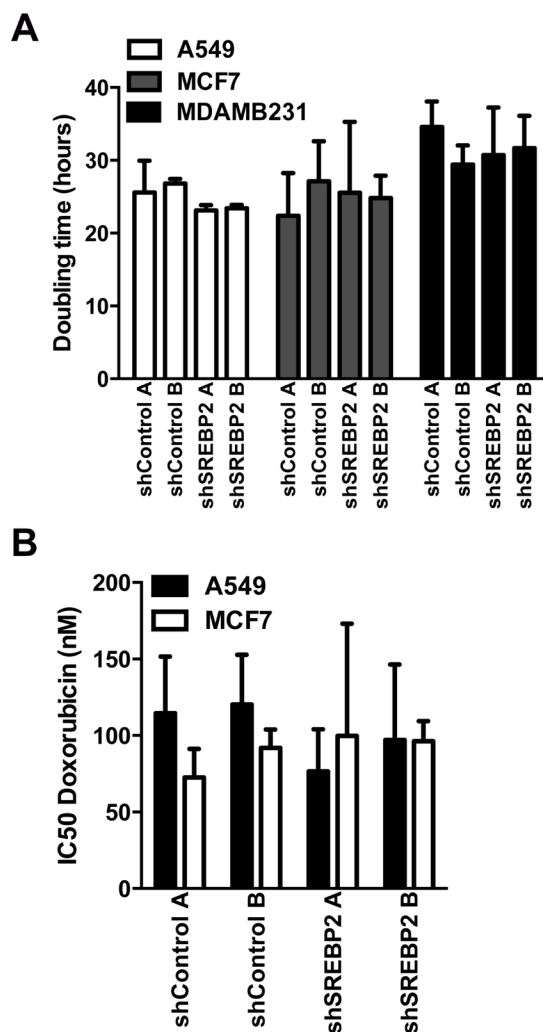 A
A549
MCF7
MDAMB231
Doubling time (hours)
40
30
20
10
0
shControl A
shControl B
shSREBP2 A
shSREBP2 B
shControl A
shControl B
shSREBP2 A
shSREBP2 B
shControl A
shControl B
shSREBP2 A
shSREBP2 B
B
A549
MCF7
IC50 Doxorubicin (nM)
200
150
100
50
0
shControl A
shControl B
shSREBP2 A
shSREBP2 B